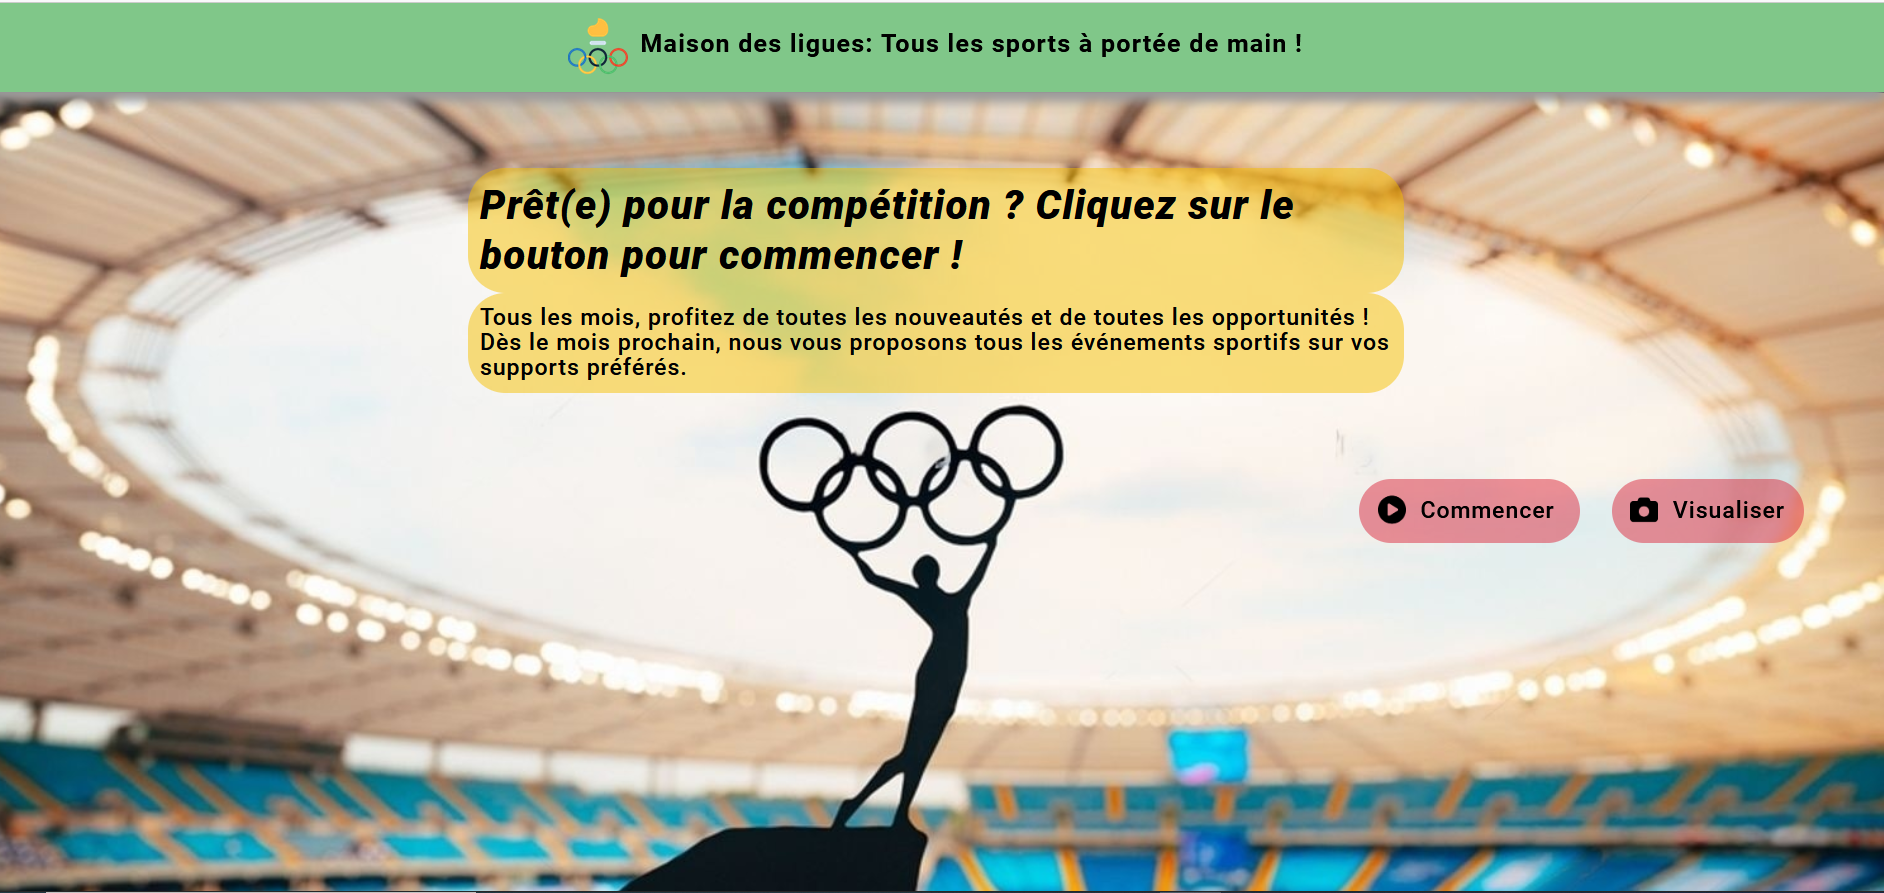 Maison des ligues: Tous les sports à portée de main !
Prêt(e) pour la compétition ? Cliquez sur le
bouton pour commencer !
Tous les mois, profitez de toutes les nouveautés et de toutes les opportunités !
Dès le mois prochain, nous vous proposons tous les événements sportifs sur vos
supports préférés.
Commencer
Visualiser